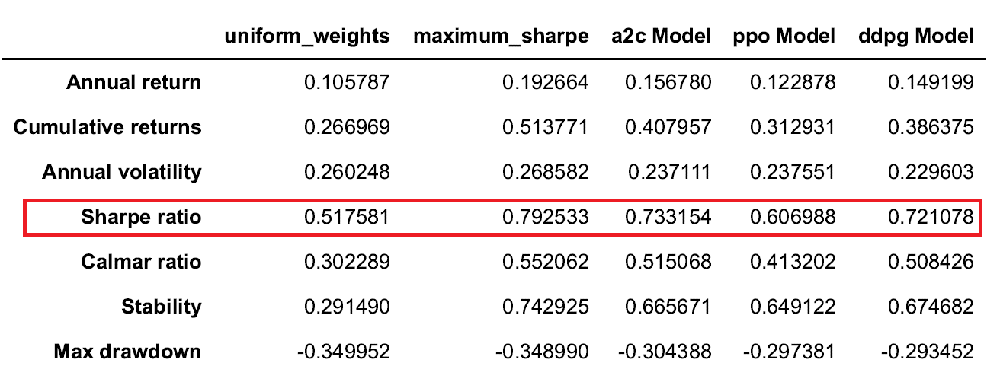 uniform_weights maximum_sharpe a2c Model ppo Model ddpg Model
Annual return 0.105787 0.192664 0.156780 0.122878 0.149199
Cumulative returns 0.266969 0.513771 0.407957 0.312931 0.386375
Annual volatility 0.260248 0.268582 0.237111 0.237551 0.229603
Sharpe ratio 0.517581 0.792533 0.733154 0.606988 0.721078
Calmar ratio 0.302289 0.552062 0.515068 0.413202 0.508426
Stability 0.291490 0.742925 0.665671 0.649122 0.674682
Max drawdown -0.349952 -0.348990 -0.304388 -0.297381 -0.293452